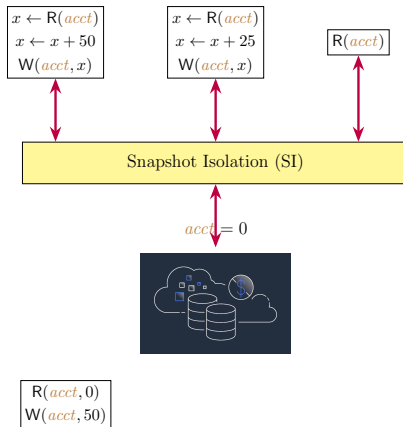 x ← R(acct)
x ← x + 50
W(acct, x)
x ← R(acct)
x ← x + 25
W(acct, x)
R(acct)
Snapshot Isolation (SI)
acct = 0
$
R(acct, 0)
W(acct, 50)